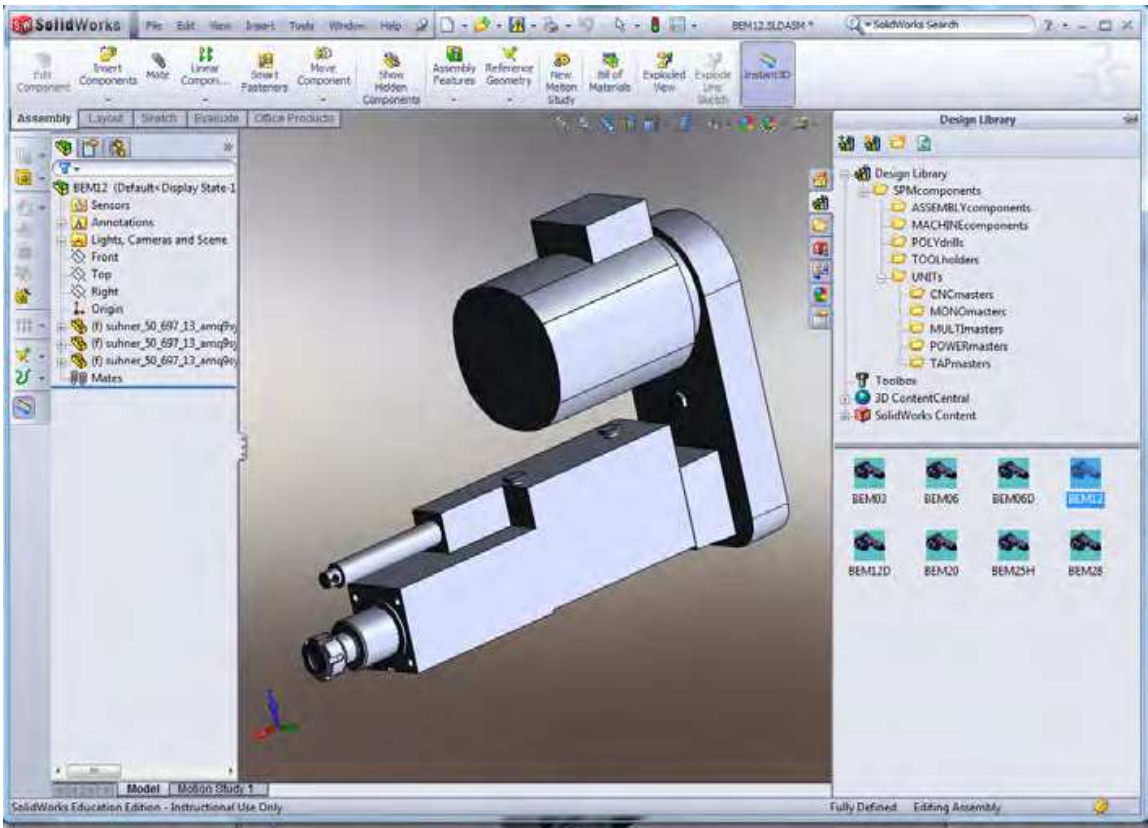 SolidWorks File Edit View Insert Tools Window Help BEM12.SLDASM * SolidWorks Search
Edit Component
Insert Components
Mate
Linear Compon...
Smart Fasteners
Move Component
Show Hidden Components
Assembly Features
Reference Geometry
New Motion Study
Bill of Materials
Exploded View
Explode Line Sketch
Instant3D
Assembly Layout Sketch Evaluate Office Products
Design Library
BEM12 (Default<Display State-1
Sensors
Annotations
Lights, Cameras and Scene
Front
Top
Right
Origin
(f) suhner_50_697_13_amq9sy
(f) suhner_50_697_13_amq9sy
(f) suhner_50_697_13_amq9sy
Mates
Design Library
SPMcomponents
ASSEMBLYcomponents
MACHINEcomponents
POLYdrills
TOOLholders
UNITs
CNCmasters
MONOmasters
MULTImasters
POWERmasters
TAPmasters
Toolbox
3D ContentCentral
SolidWorks Content
BEM03 BEM06 BEM06D BEM12
BEM12D BEM20 BEM25H BEM28
Model Motion Study 1
SolidWorks Education Edition - Instructional Use Only
Fully Defined Editing Assembly